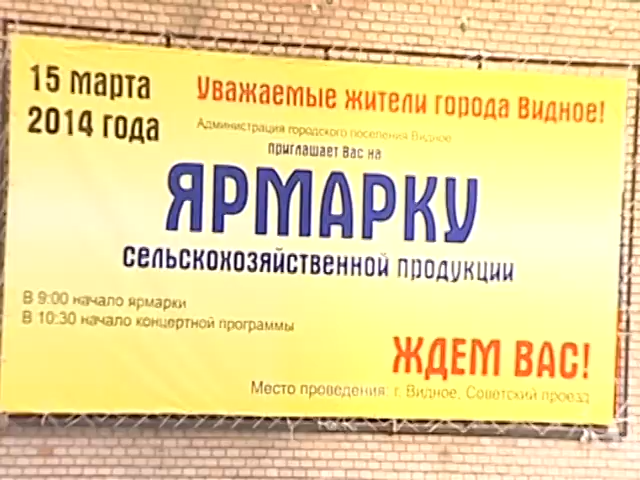 15 марта
2014 года
Уважаемые жители города Видное!
Администрация городского поселения Видное
приглашает Вас на
ЯРМАРКУ
сельскохозяйственной продукции
В 9:00 начало ярмарки
В 10:30 начало концертной программы
ЖДЕМ ВАС!
Место проведения: г. Видное, Советский проезд